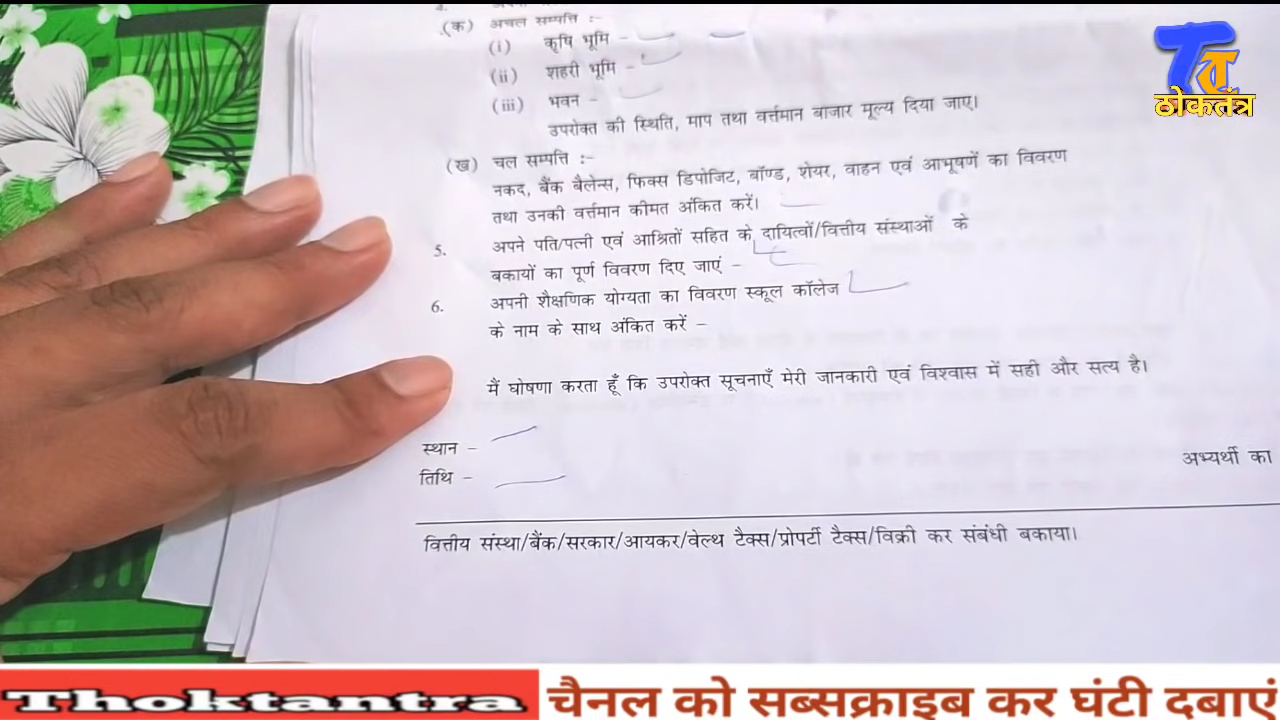 (क) अचल सम्पत्ति :-
(i) कृषि भूमि -
(ii) शहरी भूमि -
(iii) भवन -
उपरोक्त की स्थिति, माप तथा वर्त्तमान बाजार मूल्य दिया जाए।
(ख) चल सम्पत्ति :-
नकद, बैंक बैलेन्स, फिक्स डिपोजिट, बॉण्ड, शेयर, वाहन एवं आभूषणें का विवरण
तथा उनकी वर्त्तमान कीमत अंकित करें।
5. अपने पति/पत्नी एवं आश्रितों सहित के दायित्वों/वित्तीय संस्थाओं के
बकायों का पूर्ण विवरण दिए जाएं -
6. अपनी शैक्षणिक योग्यता का विवरण स्कूल कॉलेज
के नाम के साथ अंकित करें -
मैं घोषणा करता हूँ कि उपरोक्त सूचनाएँ मेरी जानकारी एवं विश्वास में सही और सत्य है।
स्थान -
तिथि -
अभ्यर्थी का
वित्तीय संस्था/बैंक/सरकार/आयकर/वेल्थ टैक्स/प्रोपर्टी टैक्स/विक्री कर संबंधी बकाया।
ठोकतंत्र
Thoktantra चैनल को सब्सक्राइब कर घंटी दबाएं